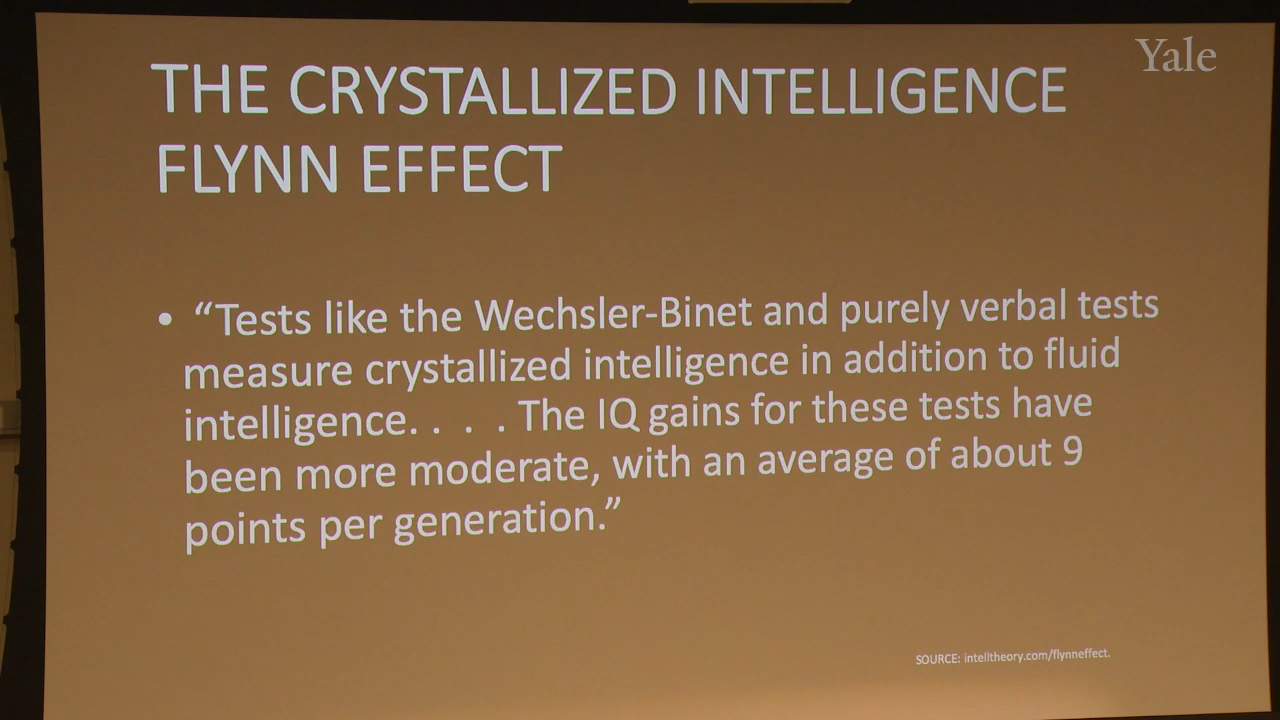 Yale
THE CRYSTALLIZED INTELLIGENCE
FLYNN EFFECT
• “Tests like the Wechsler-Binet and purely verbal tests
measure crystallized intelligence in addition to fluid
intelligence. . . . The IQ gains for these tests have
been more moderate, with an average of about 9
points per generation.”
SOURCE: intelltheory.com/flynneffect.